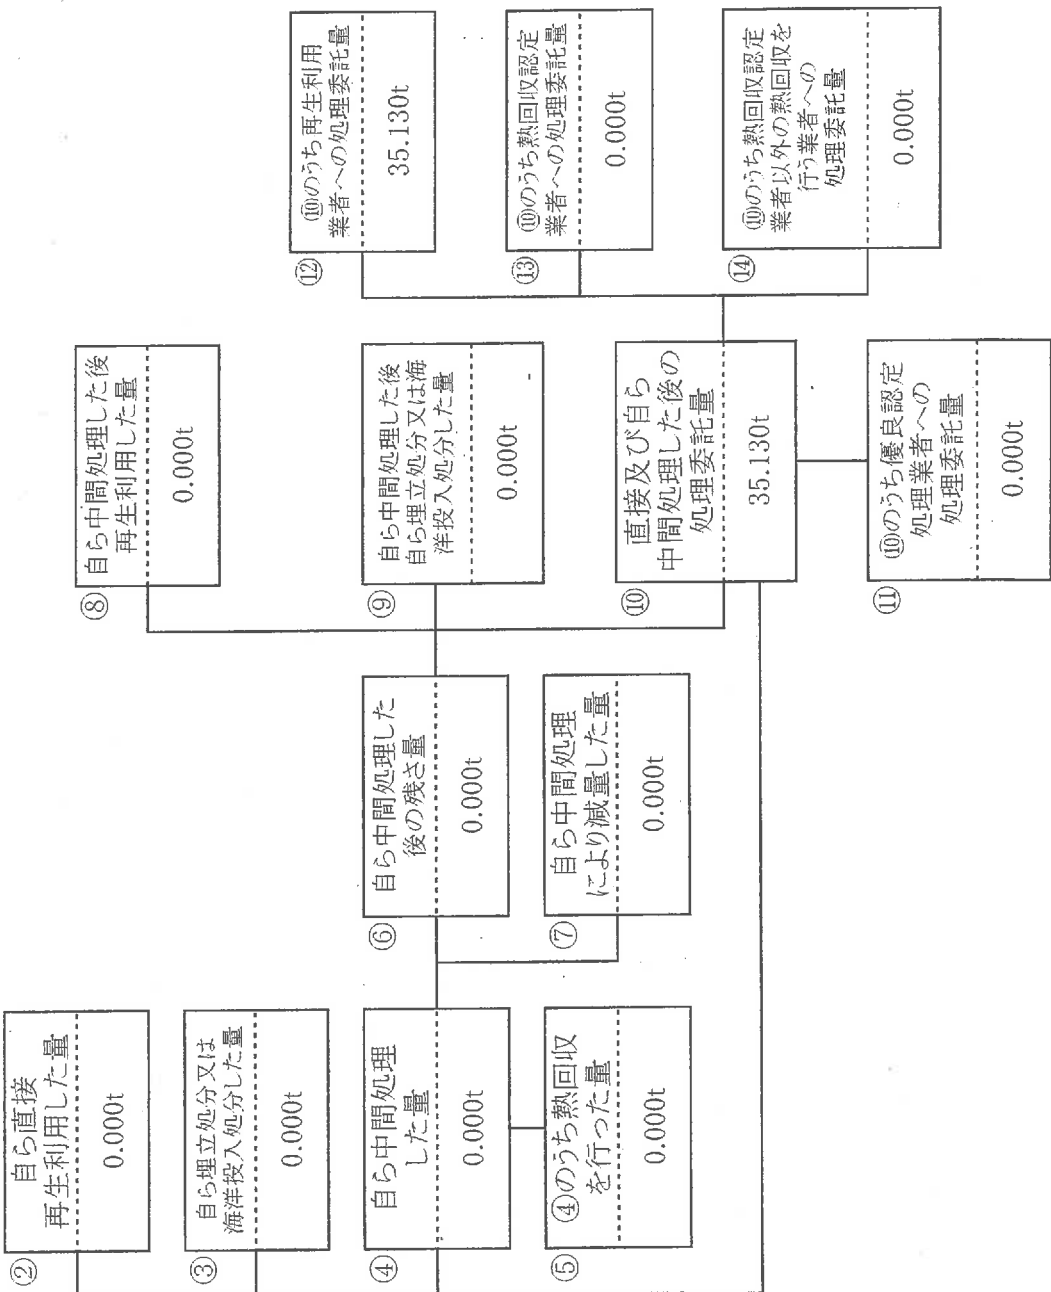 ②
自ら直接
再生利用した量
0.000t
③
自ら埋立処分又は
海洋投入処分した量
0.000t
④
自ら中間処理
した量
0.000t
⑤
④のうち熱回収
を行った量
0.000t
⑥
自ら中間処理した
後の残さ量
0.000t
⑦
自ら中間処理
により減量した量
0.000t
⑧
自ら中間処理した後
再生利用した量
0.000t
⑨
自ら中間処理した後
自ら埋立処分又は海
洋投入処分した量
0.000t
⑩
直接及び自ら
中間処理した後の
処理委託量
35.130t
⑪
⑩のうち優良認定
処理業者への
処理委託量
0.000t
⑫
⑩のうち再生利用
業者への処理委託量
35.130t
⑬
⑩のうち熱回収認定
業者への処理委託量
0.000t
⑭
⑩のうち熱回収認定
業者以外の熱回収を
行う業者への
処理委託量
0.000t